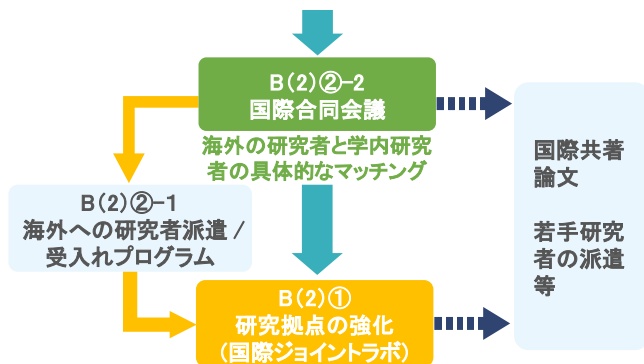 B(2)②-2
国際合同会議
海外の研究者と学内研究
者の具体的なマッチング
B(2)②-1
海外への研究者派遣/
受入れプログラム
B(2)①
研究拠点の強化
(国際ジョイントラボ)
国際共著
論文
若手研究
者の派遣
等